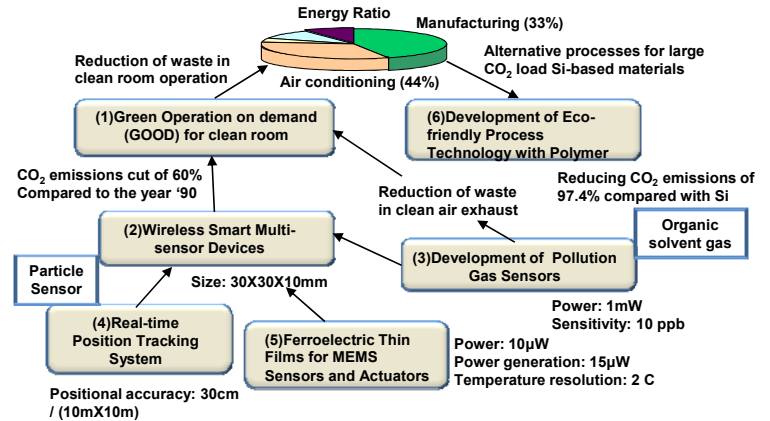 Energy Ratio
Manufacturing (33%)
Air conditioning (44%)
Reduction of waste in
clean room operation
Alternative processes for large
CO₂ load Si-based materials
(1)Green Operation on demand
(GOOD) for clean room
(6)Development of Eco-
friendly Process
Technology with Polymer
CO₂ emissions cut of 60%
Compared to the year ‘90
Reduction of waste
in clean air exhaust
Reducing CO₂ emissions of
97.4% compared with Si
(2)Wireless Smart Multi-
sensor Devices
Organic
solvent gas
(3)Development of Pollution
Gas Sensors
Particle
Sensor
Size: 30X30X10mm
Power: 1mW
Sensitivity: 10 ppb
(4)Real-time
Position Tracking
System
(5)Ferroelectric Thin
Films for MEMS
Sensors and Actuators
Power: 10µW
Power generation: 15µW
Temperature resolution: 2 C
Positional accuracy: 30cm
/ (10mX10m)